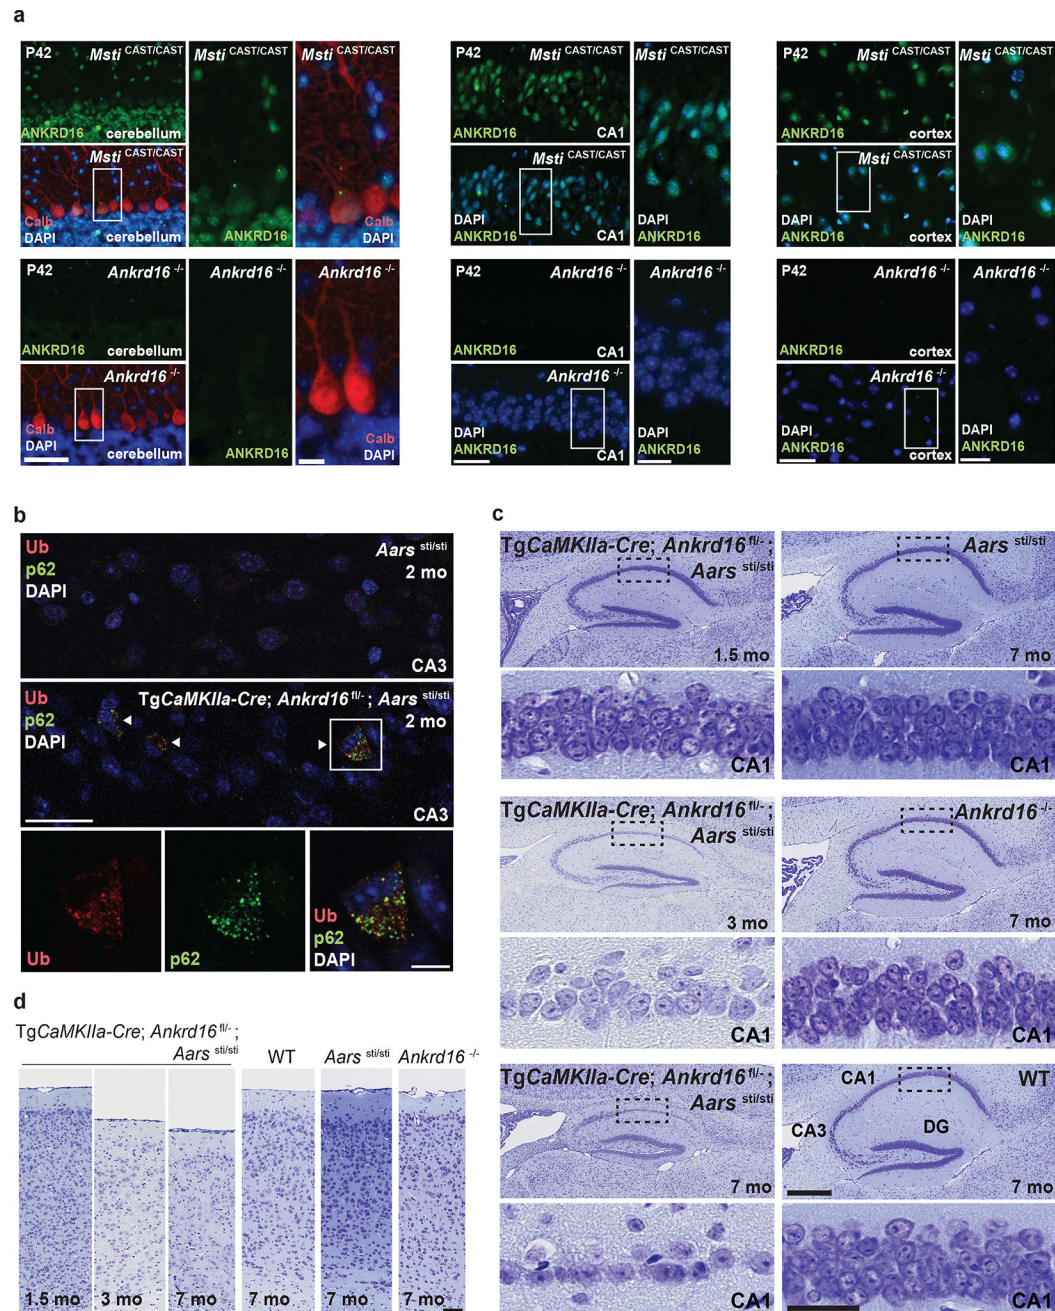 a
P42
Msti CAST/CAST
ANKRD16
cerebellum
Msti CAST/CAST
Calb
DAPI
cerebellum
Msti CAST/CAST
ANKRD16
Msti CAST/CAST
Calb
DAPI
P42
Msti CAST/CAST
ANKRD16
CA1
Msti CAST/CAST
DAPI
ANKRD16
CA1
Msti CAST/CAST
DAPI
ANKRD16
P42
Msti CAST/CAST
ANKRD16
cortex
Msti CAST/CAST
DAPI
ANKRD16
cortex
Msti CAST/CAST
DAPI
ANKRD16
P42
Ankrd16 -/-
ANKRD16
cerebellum
Ankrd16 -/-
Calb
DAPI
cerebellum
ANKRD16
Ankrd16 -/-
Calb
DAPI
P42
Ankrd16 -/-
ANKRD16
CA1
DAPI
ANKRD16
CA1
DAPI
ANKRD16
P42
Ankrd16 -/-
ANKRD16
cortex
Ankrd16 -/-
DAPI
ANKRD16
cortex
DAPI
ANKRD16
b
Ub
p62
DAPI
Aars sti/sti
2 mo
CA3
Ub
p62
DAPI
TgCaMKIIa-Cre; Ankrd16 fl/-; Aars sti/sti
2 mo
CA3
Ub
p62
Ub
p62
DAPI
c
TgCaMKIIa-Cre; Ankrd16 fl/-;
Aars sti/sti
1.5 mo
CA1
Aars sti/sti
7 mo
CA1
TgCaMKIIa-Cre; Ankrd16 fl/-;
Aars sti/sti
3 mo
CA1
Ankrd16 -/-
7 mo
CA1
TgCaMKIIa-Cre; Ankrd16 fl/-;
Aars sti/sti
7 mo
CA1
CA1
WT
CA3
DG
7 mo
CA1
d
TgCaMKIIa-Cre; Ankrd16 fl/-;
Aars sti/sti
WT
Aars sti/sti
Ankrd16 -/-
1.5 mo
3 mo
7 mo
7 mo
7 mo
7 mo